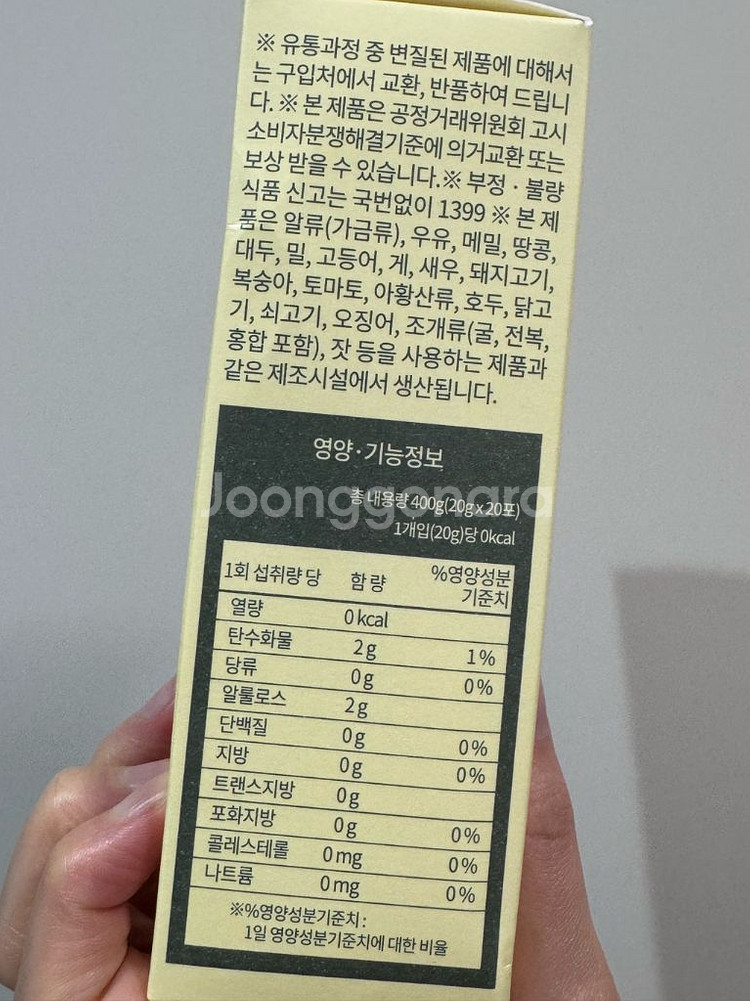 ※ 유통과정 중 변질된 제품에 대해서
는 구입처에서 교환, 반품하여 드립니
다. ※ 본 제품은 공정거래위원회 고시
소비자분쟁해결기준에 의거교환 또는
보상 받을 수 있습니다.※ 부정 · 불량
식품 신고는 국번없이 1399 ※ 본 제
품은 알류(가금류), 우유, 메밀, 땅콩,
대두, 밀, 고등어, 게, 새우, 돼지고기,
복숭아, 토마토, 아황산류, 호두, 닭고
기, 쇠고기, 오징어, 조개류(굴, 전복,
홍합 포함), 잣 등을 사용하는 제품과
같은 제조시설에서 생산됩니다.
영양·기능정보
Joonggonara
총 내용량 400g(20g x 20포)
1개입(20g)당 0kcal
1회 섭취량 당 함 량 %영양성분
기준치
열량 0 kcal
탄수화물 2 g 1 %
당류 0 g 0 %
알룰로스 2 g
단백질 0 g 0 %
지방 0 g 0 %
트랜스지방 0 g
포화지방 0 g 0 %
콜레스테롤 0 mg 0 %
나트륨 0 mg 0 %
※%영양성분기준치 :
1일 영양성분기준치에 대한 비율